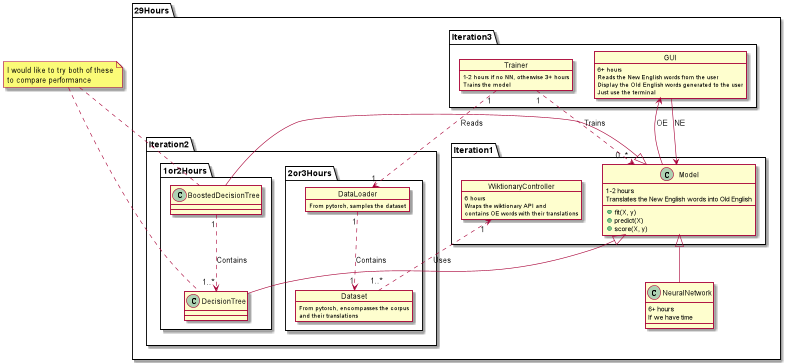 29Hours
I would like to try both of these
to compare performance
Iteration3
Trainer
1-2 hours if no NN, otherwise 3+ hours
Trains the model
GUI
6+ hours
Reads the New English words from the user
Display the Old English words generated to the user
Just use the terminal
1
1
Reads
Trains
OE
NE
Iteration2
Iteration1
1or2Hours
2or3Hours
0..*
1
C BoostedDecisionTree
DataLoader
From pytorch, samples the dataset
WiktionaryController
6 hours
Wraps the wiktionary API and
contains OE words with their translations
C Model
1-2 hours
Translates the New English words into Old English
fit(X, y)
predict(X)
score(X, y)
1
1
1
Contains
Contains
Uses
1..*
1
1..*
C DecisionTree
Dataset
From pytorch, encompasses the corpus
and their translations
C NeuralNetwork
6+ hours
If we have time